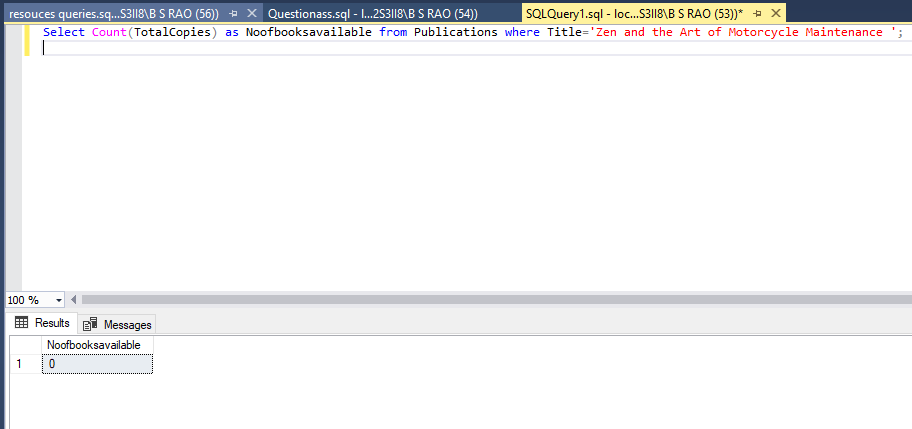 resouces queries.sq...S3II8\B S RAO (56)) Questionass.sql - I...2S3II8\B S RAO (54)) SQLQuery1.sql - loc...S3II8\B S RAO (53))*
Select Count(TotalCopies) as Noofbooksavailable from Publications where Title='Zen and the Art of Motorcycle Maintenance ';
100 %
Results Messages
Noofbooksavailable
1 0